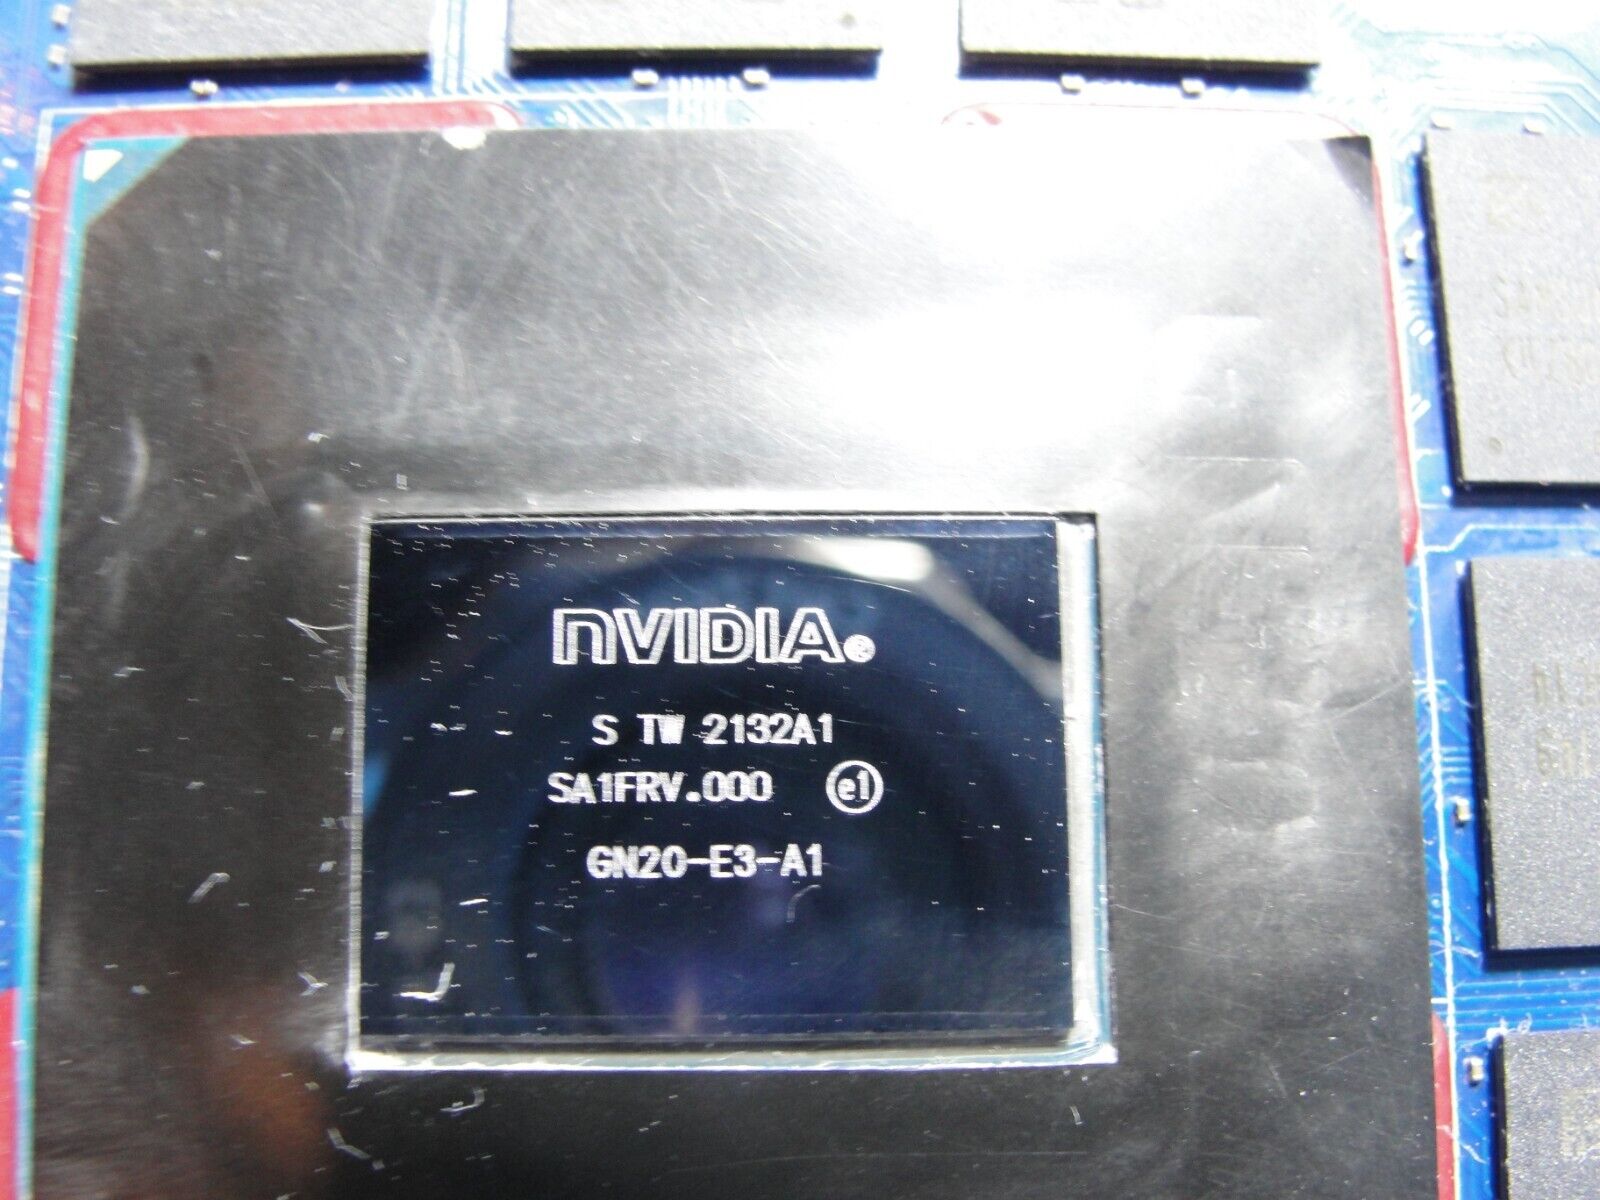 nVIDIA®
S TW 2132A1
SA1FRV.000 e1
GN20-E3-A1